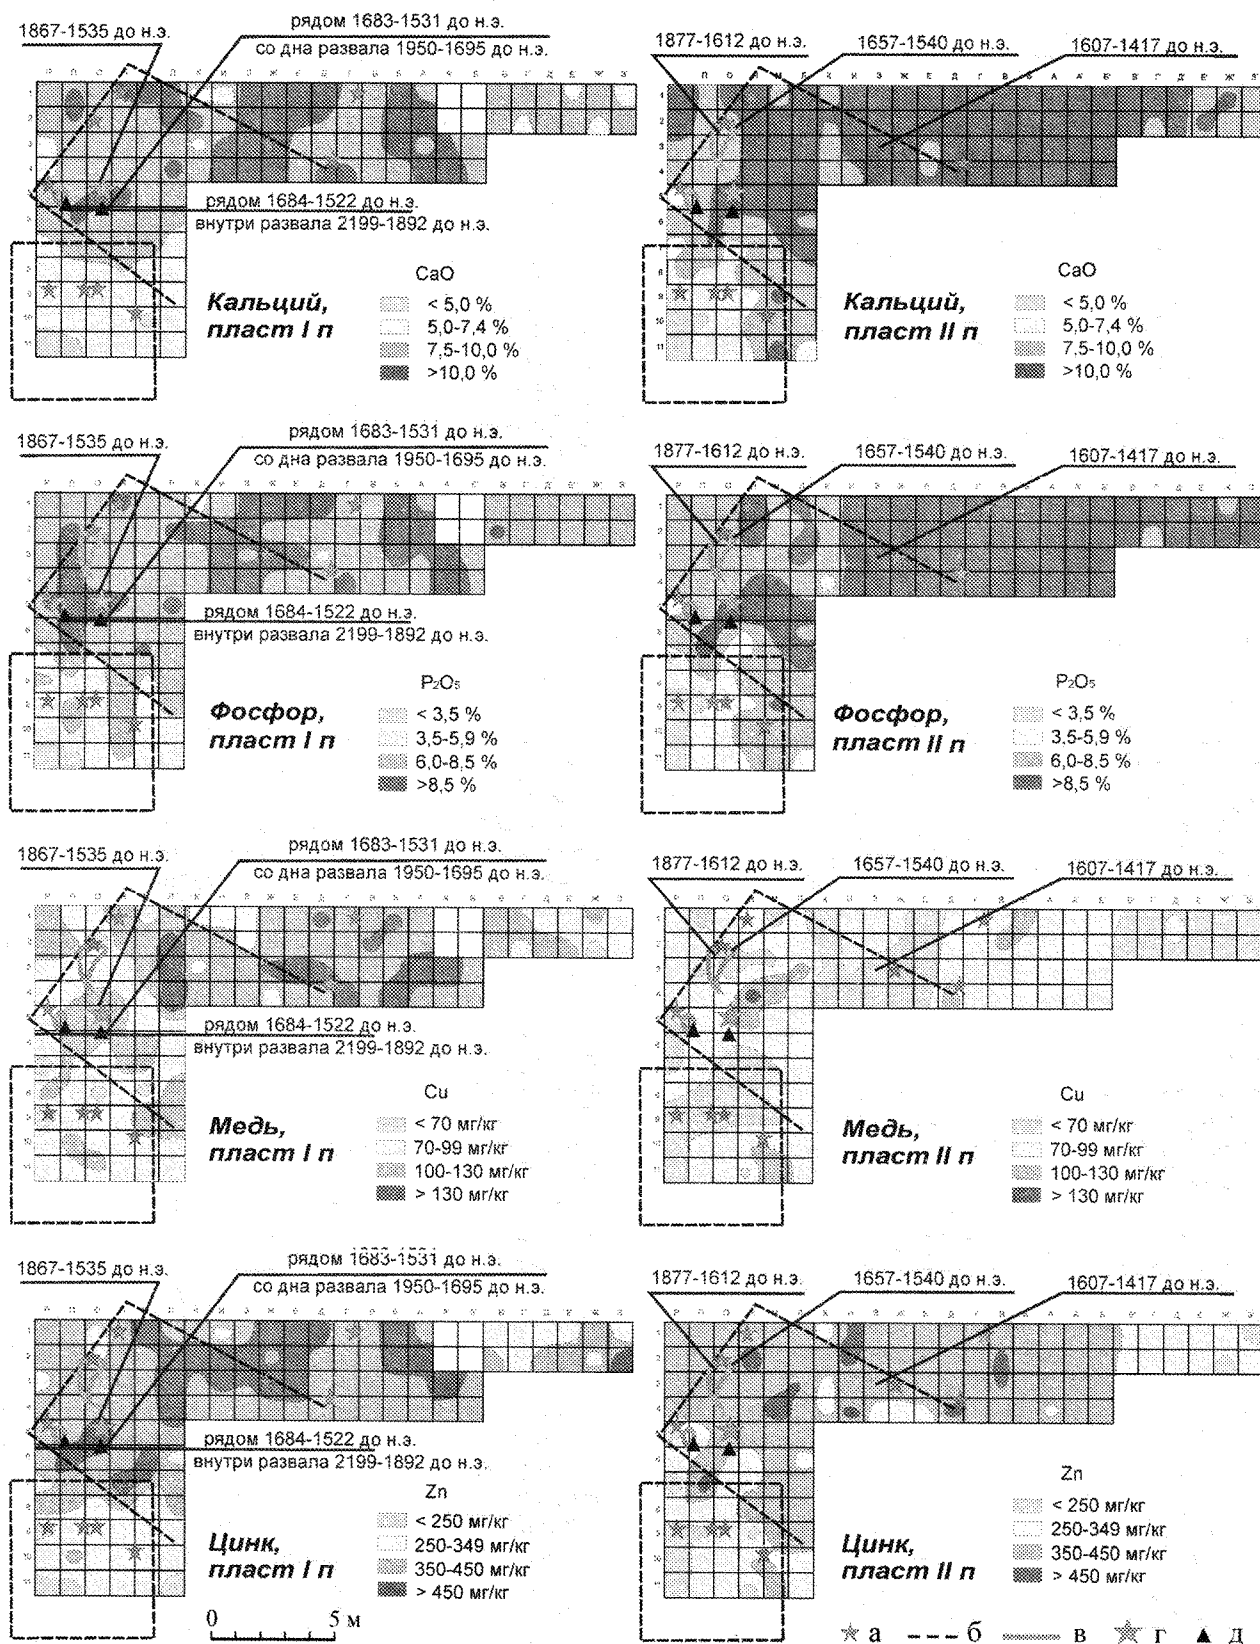 1867-1535 до н.э.
рядом 1683-1531 до н.э.
со дна развала 1950-1695 до н.э.
рядом 1684-1522 до н.э.
внутри развала 2199-1892 до н.э.
Кальций,
пласт I п
CaO
< 5,0 %
5,0-7,4 %
7,5-10,0 %
>10,0 %
1877-1612 до н.э.
1657-1540 до н.э.
1607-1417 до н.э.
Кальций,
пласт II п
CaO
< 5,0 %
5,0-7,4 %
7,5-10,0 %
>10,0 %
1867-1535 до н.э.
рядом 1683-1531 до н.э.
со дна развала 1950-1695 до н.э.
рядом 1684-1522 до н.э.
внутри развала 2199-1892 до н.э.
Фосфор,
пласт I п
P₂O₅
< 3,5 %
3,5-5,9 %
6,0-8,5 %
>8,5 %
1877-1612 до н.э.
1657-1540 до н.э.
1607-1417 до н.э.
Фосфор,
пласт II п
P₂O₅
< 3,5 %
3,5-5,9 %
6,0-8,5 %
>8,5 %
1867-1535 до н.э.
рядом 1683-1531 до н.э.
со дна развала 1950-1695 до н.э.
рядом 1684-1522 до н.э.
внутри развала 2199-1892 до н.э.
Медь,
пласт I п
Cu
< 70 мг/кг
70-99 мг/кг
100-130 мг/кг
> 130 мг/кг
1877-1612 до н.э.
1657-1540 до н.э.
1607-1417 до н.э.
Медь,
пласт II п
Cu
< 70 мг/кг
70-99 мг/кг
100-130 мг/кг
> 130 мг/кг
1867-1535 до н.э.
рядом 1683-1531 до н.э.
со дна развала 1950-1695 до н.э.
рядом 1684-1522 до н.э.
внутри развала 2199-1892 до н.э.
Цинк,
пласт I п
Zn
< 250 мг/кг
250-349 мг/кг
350-450 мг/кг
> 450 мг/кг
0 5 м
1877-1612 до н.э.
1657-1540 до н.э.
1607-1417 до н.э.
Цинк,
пласт II п
Zn
< 250 мг/кг
250-349 мг/кг
350-450 мг/кг
> 450 мг/кг
а б в г д